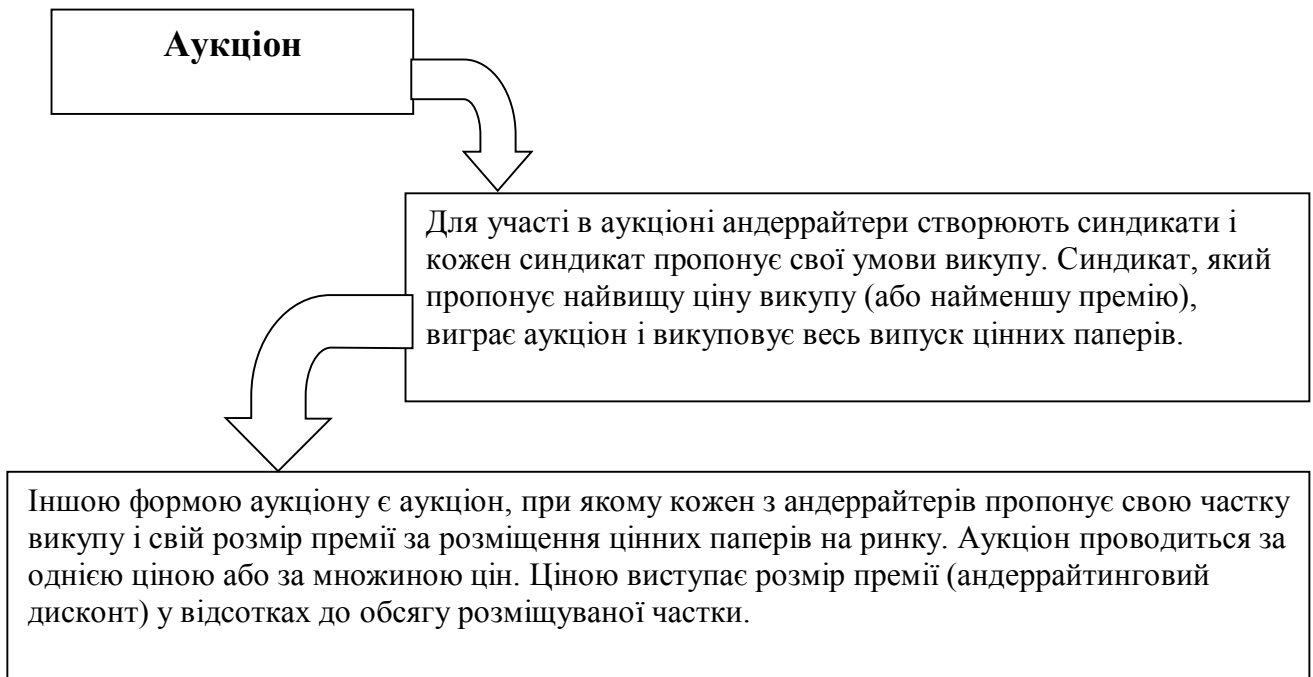 Аукціон
Для участі в аукціоні андеррайтери створюють синдикати і
кожен синдикат пропонує свої умови викупу. Синдикат, який
пропонує найвищу ціну викупу (або найменшу премію),
виграє аукціон і викуповує весь випуск цінних паперів.
Іншою формою аукціону є аукціон, при якому кожен з андеррайтерів пропонує свою частку
викупу і свій розмір премії за розміщення цінних паперів на ринку. Аукціон проводиться за
однією ціною або за множиною цін. Ціною виступає розмір премії (андеррайтинговий
дисконт) у відсотках до обсягу розміщуваної частки.